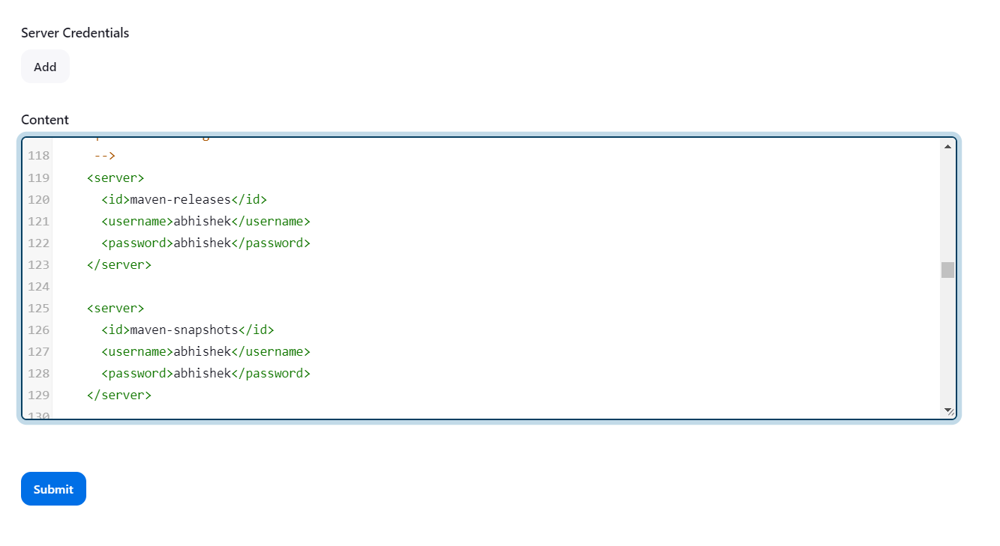 Server Credentials
Add
Content
118 -->
119 <server>
120 <id>maven-releases</id>
121 <username>abhishek</username>
122 <password>abhishek</password>
123 </server>
124
125 <server>
126 <id>maven-snapshots</id>
127 <username>abhishek</username>
128 <password>abhishek</password>
129 </server>
130
Submit